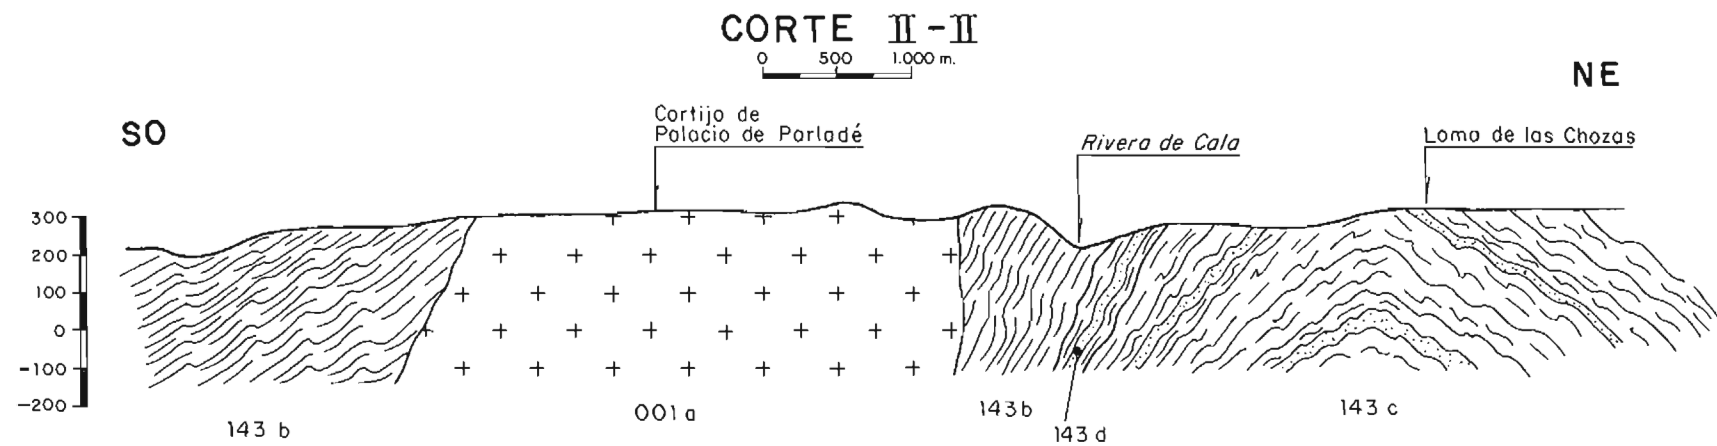 CORTE II-II
0 500 1.000 m.
NE
SO
Cortijo de
Palacio de Parladé
Rivera de Cala
Loma de las Chozas
300
200
100
0
-100
-200
143 b
001a
143b
143 d
143 c